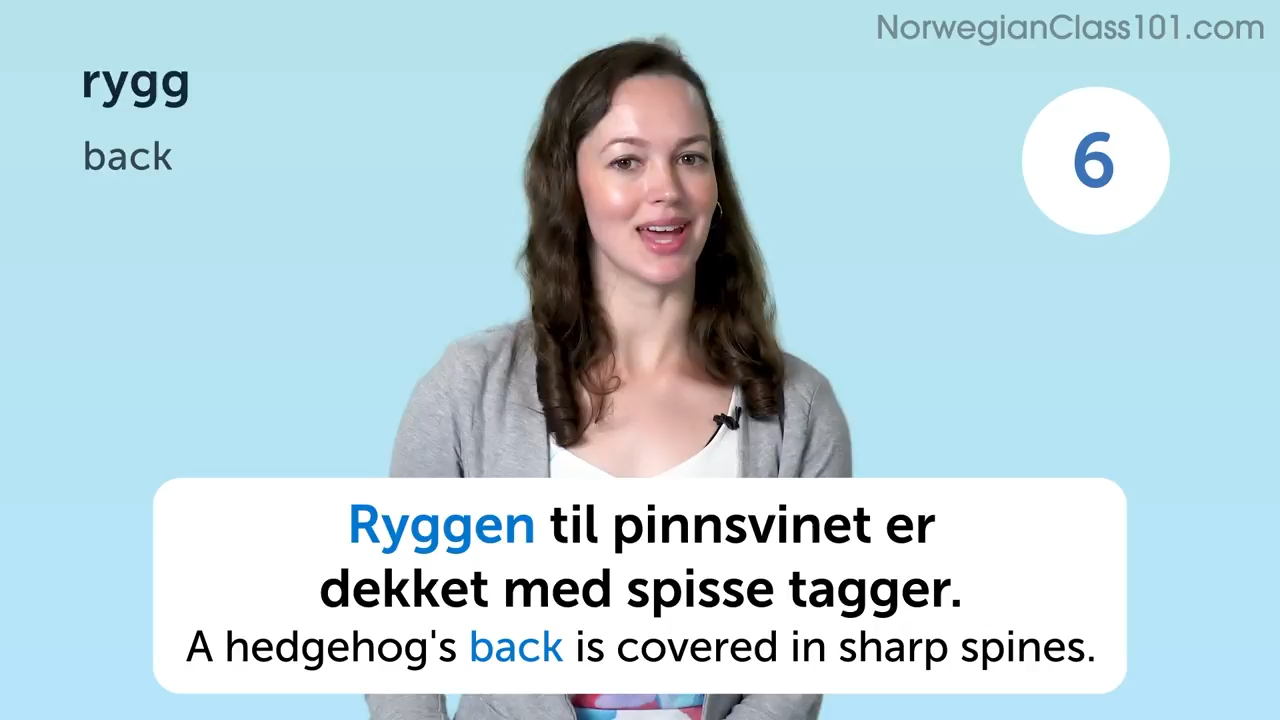 NorwegianClass101.com
rygg
back
6
Ryggen til pinnsvinet er
dekket med spisse tagger.
A hedgehog's back is covered in sharp spines.